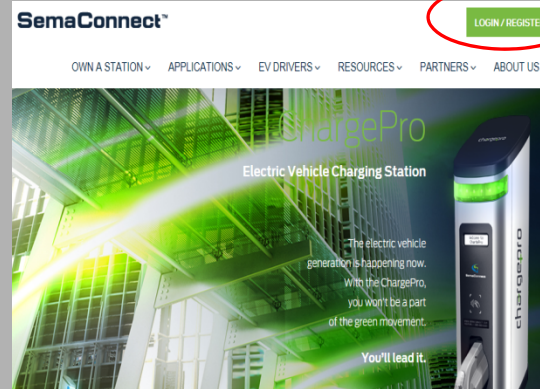 SemaConnect™
LOGIN / REGISTER
OWN A STATION APPLICATIONS EV DRIVERS RESOURCES PARTNERS ABOUT US
ChargePro
Electric Vehicle Charging Station
The electric vehicle
generation is happening now.
With the ChargePro,
you won't be a part
of the green movement.
You'll lead it.
chargepro